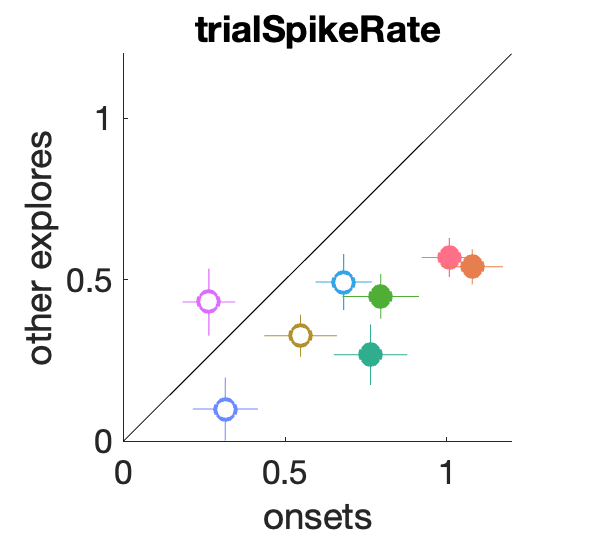 trialSpikeRate
other explores
1
0.5
0
0
0.5
1
onsets